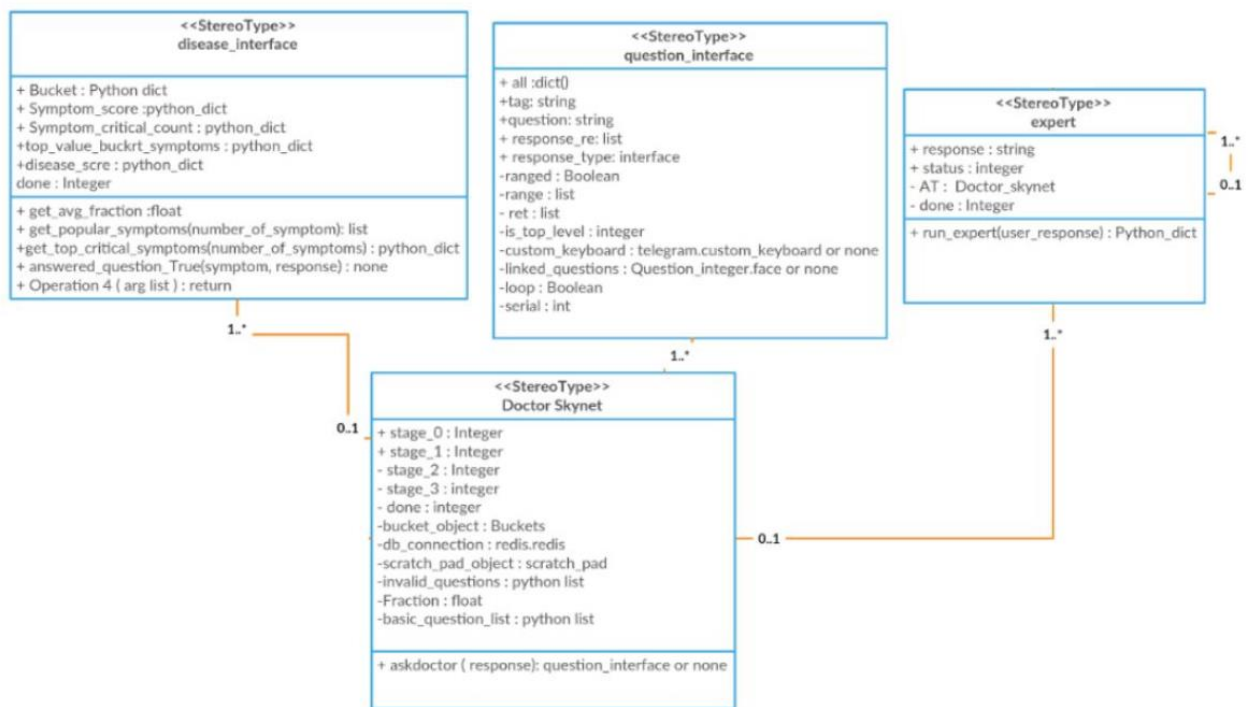 <<StereoType>>
disease_interface
+ Bucket : Python dict
+ Symptom_score :python_dict
+ Symptom_critical_count : python_dict
+top_value_buckrt_symptoms : python_dict
+disease_scre : python_dict
done : Integer
+ get_avg_fraction :float
+ get_popular_symptoms(number_of_symptom): list
+get_top_critical_symptoms(number_of_symptoms) : python_dict
+ answered_question_True(symptom, response) : none
+ Operation 4 ( arg list ) : return
1..*
0..1
<<StereoType>>
question_interface
+ all :dict()
+tag: string
+question: string
+ response_re: list
+ response_type: interface
-ranged : Boolean
-range : list
- ret : list
-is_top_level : integer
-custom_keyboard : telegram.custom_keyboard or none
-linked_questions : Question_integer.face or none
-loop : Boolean
-serial : int
1..*
<<StereoType>>
expert
+ response : string
+ status : integer
- AT : Doctor_skynet
- done : Integer
+ run_expert(user_response) : Python_dict
1..*
0..1
1..*
0..1
<<StereoType>>
Doctor Skynet
+ stage_0 : Integer
+ stage_1 : Integer
- stage_2 : Integer
- stage_3 : integer
- done : integer
-bucket_object : Buckets
-db_connection : redis.redis
-scratch_pad_object : scratch_pad
-invalid_questions : python list
-Fraction : float
-basic_question_list : python list
+ askdoctor ( response): question_interface or none